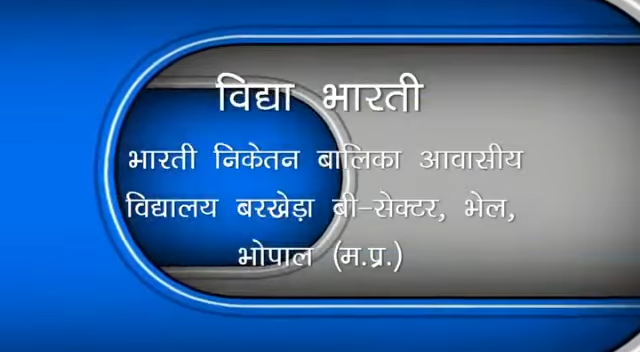 विद्या भारती
भारती निकेतन बालिका आवासीय
विद्यालय बरखेड़ा बी-सेक्टर, भेल,
भोपाल (म.प्र.)